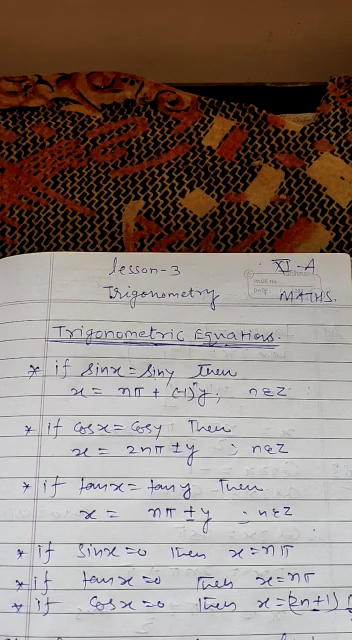 lesson-3 XI-A
Trigonometry MATHS.
Trigonometric Equations.
* if Sinx = Siny then
x = nπ + (-1)ⁿy ; n∈Z
* if Cosx = Cosy Then
x = 2nπ ± y ; n∈Z
* if tanx = tany Then
x = nπ ± y ; n∈Z
* if Sinx=0 then x=nπ
* if tanx=0 then x=nπ
* if Cosx=0 then x=(2n+1)